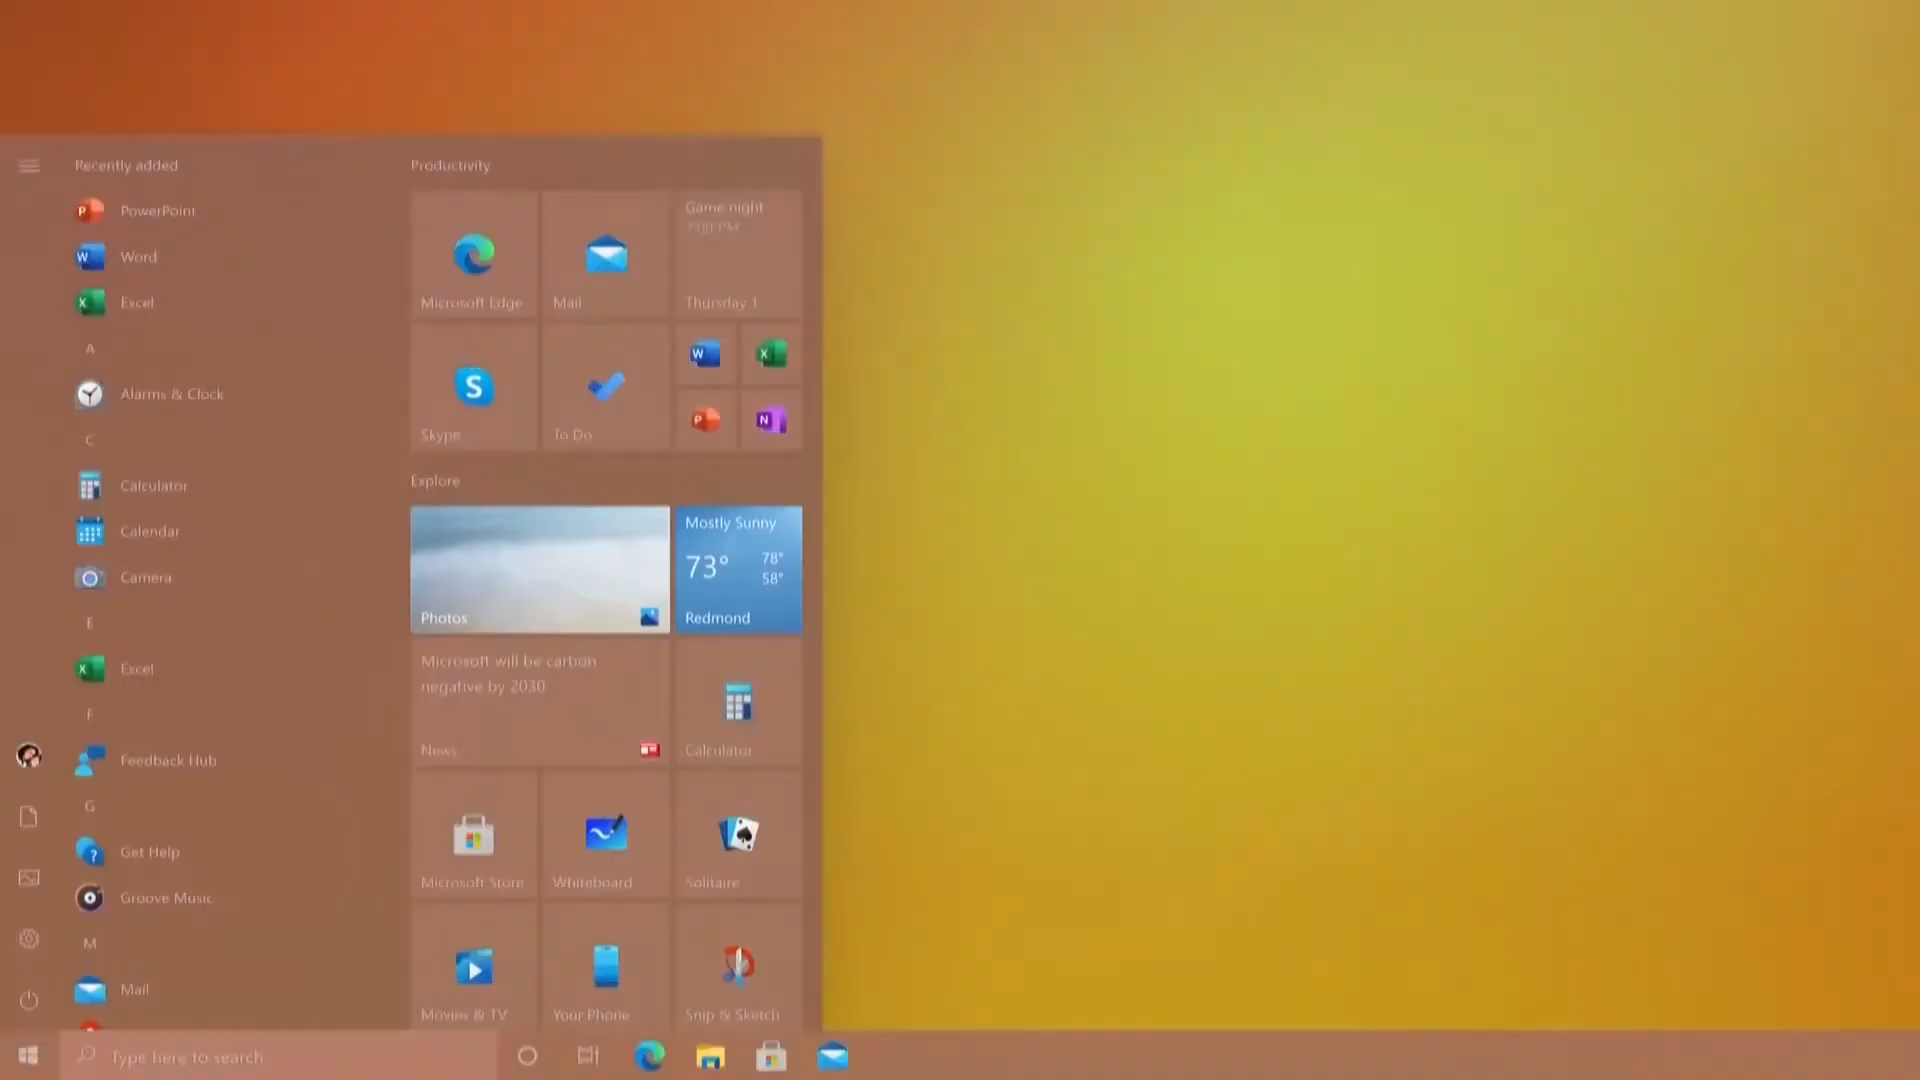 Recently added
PowerPoint
Word
Excel
A
Alarms & Clock
C
Calculator
Calendar
Camera
E
Excel
F
Feedback Hub
G
Get Help
Groove Music
M
Mail
Productivity
Microsoft Edge
Mail
Game night
7:00 PM
Thursday 1
Skype
To Do
Explore
Photos
Mostly Sunny
73°
78°
58°
Redmond
Microsoft will be carbon
negative by 2030
News
Calculator
Microsoft Store
Whiteboard
Solitaire
Movies & TV
Your Phone
Snip & Sketch
Type here to search